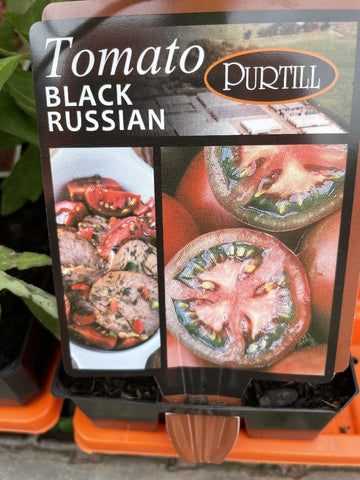 Tomato
BLACK
RUSSIAN
PURTILL